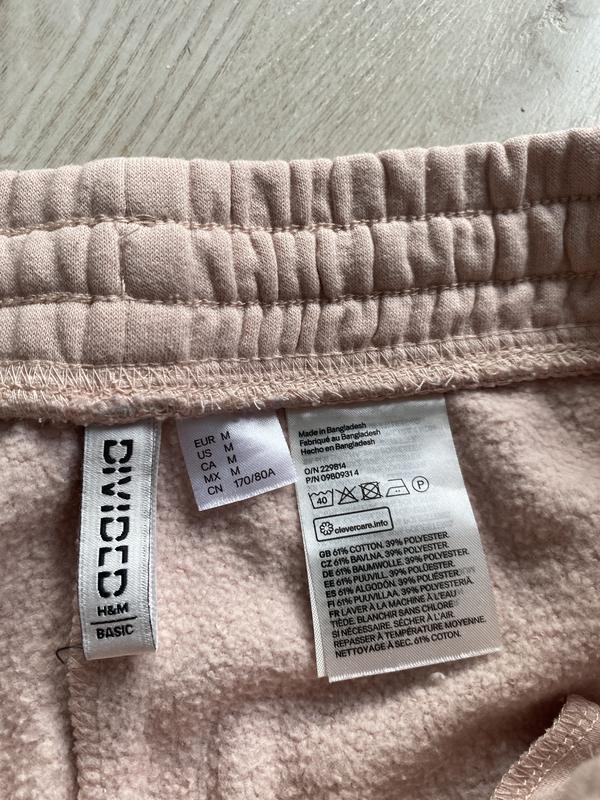 DIVIDED
H&M
BASIC
EUR M
US M
CA M
MX M
CN 170/80A
Made in Bangladesh
Fabriqué au Bangladesh
Hecho en Bangladesh
O/N 229814
P/N 09809314
40 P
clevercare.info
GB 61% COTTON. 39% POLYESTER.
CZ 61% BAVLNA. 39% POLYESTER.
DE 61% BAUMWOLLE. 39% POLYESTER.
EE 61% PUUVILL. 39% POLÜESTER.
ES 61% ALGODÓN. 39% POLIÉSTER.
FI 61% PUUVILLAA. 39% POLYESTERIÄ.
FR LAVER À LA MACHINE À L'EAU
TIÈDE. BLANCHIR SANS CHLORE
SI NÉCESSAIRE. SÉCHER À L'AIR
REPASSER À TEMPÉRATURE MOYENNE.
NETTOYAGE À SEC. 61% COTON.